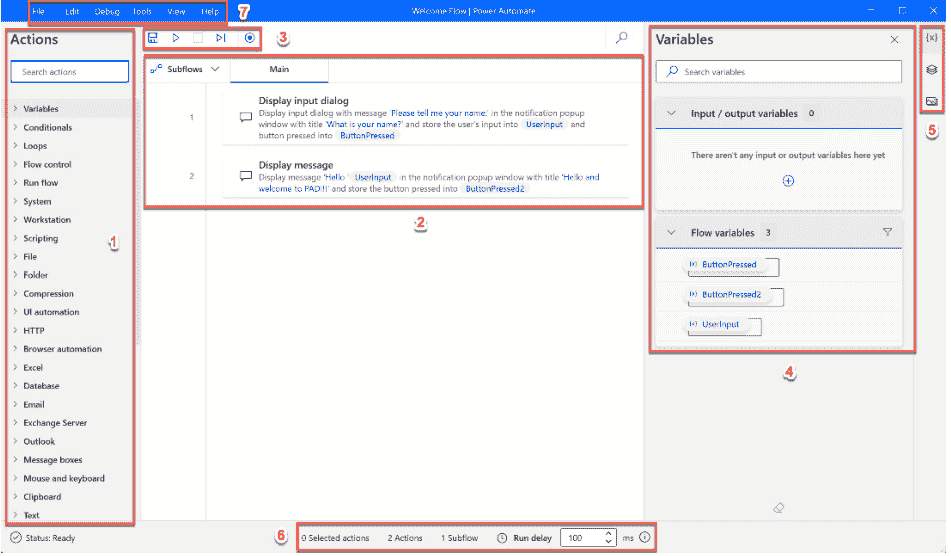 File Edit Debug Tools View Help
7
Welcome Flow | Power Automate
Actions
Search actions
Variables
Conditionals
Loops
Flow control
Run flow
System
Workstation
Scripting
File
Folder
Compression
UI automation
HTTP
Browser automation
Excel
Database
Email
Exchange Server
Outlook
Message boxes
Mouse and keyboard
Clipboard
Text
1
3
Subflows
Main
1
Display input dialog
Display input dialog with message 'Please tell me your name.' in the notification popup
window with title 'What is your name?' and store the user's input into UserInput and
button pressed into ButtonPressed
2
Display message
Display message 'Hello ' UserInput in the notification popup window with title 'Hello and
welcome to PAD!!!' and store the button pressed into ButtonPressed2
2
Variables
Search variables
Input / output variables 0
There aren't any input or output variables here yet
Flow variables 3
(x) ButtonPressed
(x) ButtonPressed2
(x) UserInput
4
{x}
5
Status: Ready
6
0 Selected actions 2 Actions 1 Subflow Run delay 100 ms